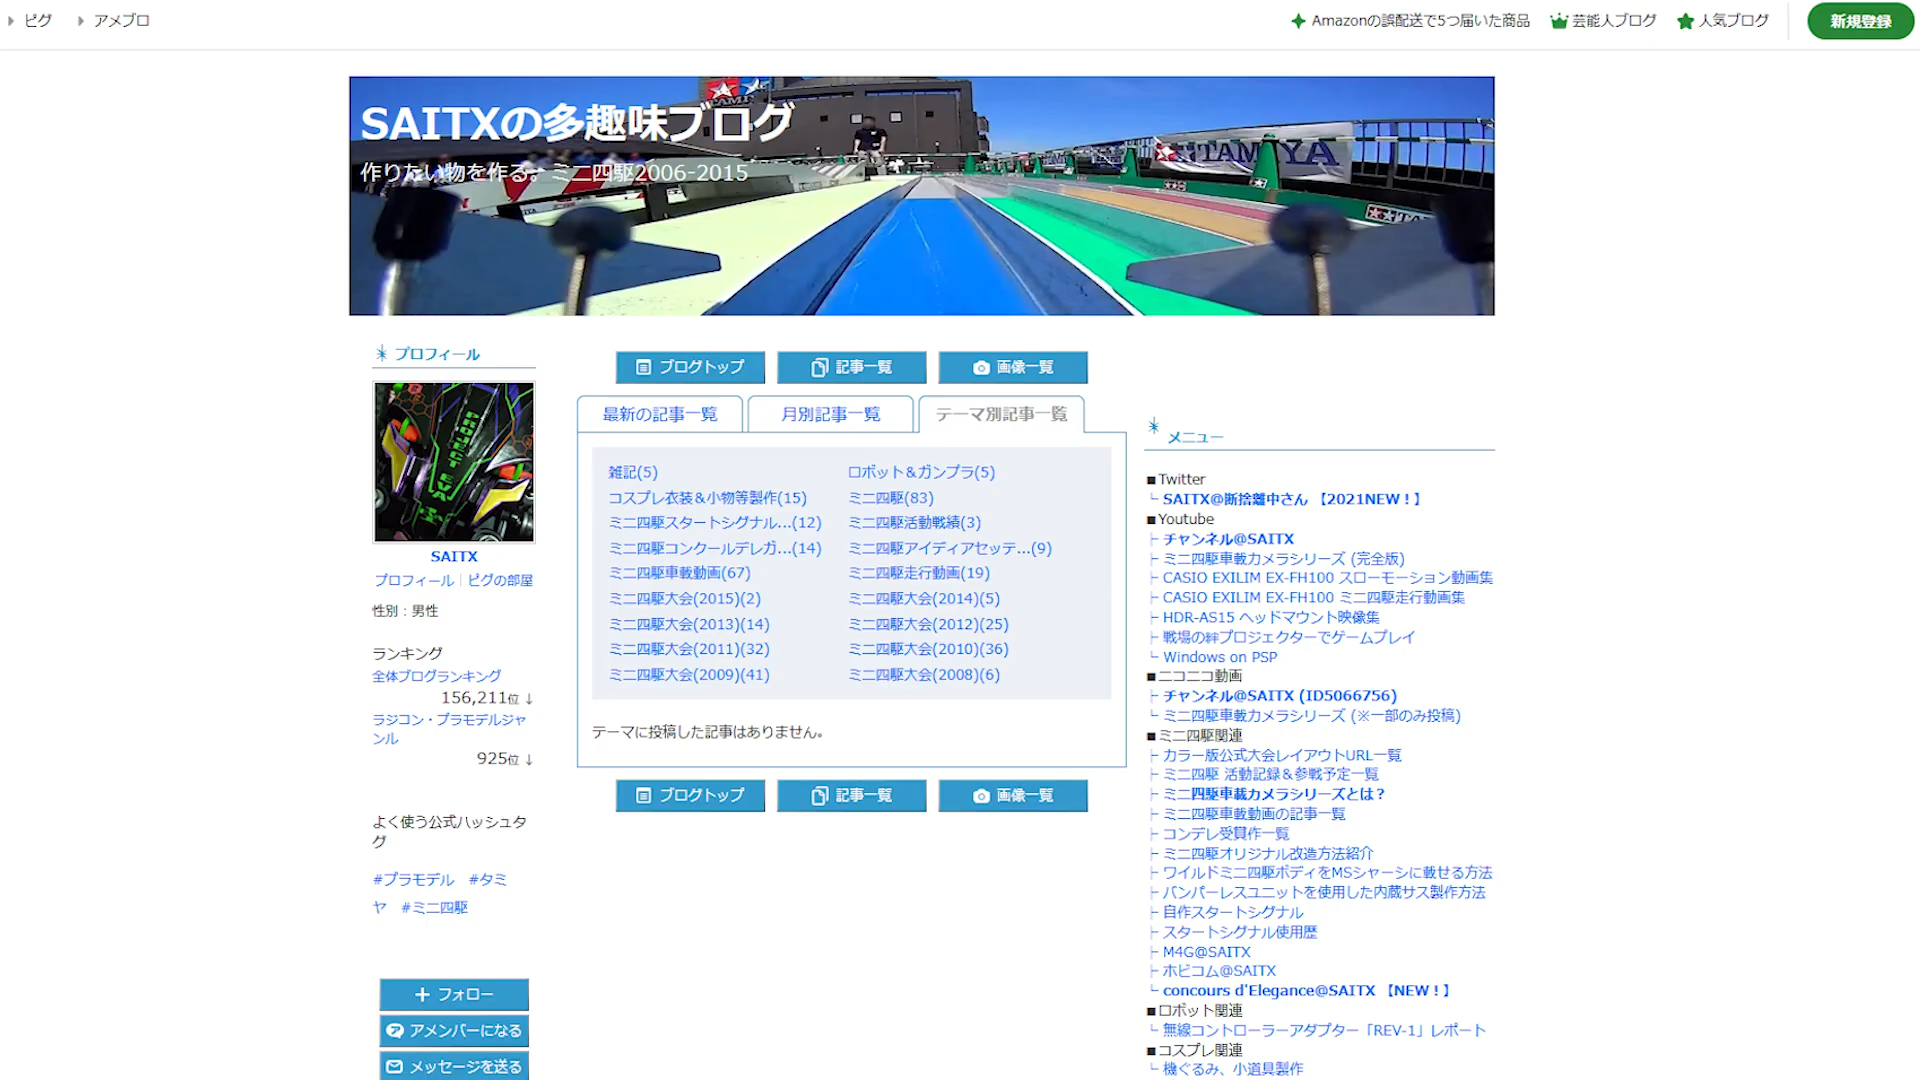 ピグ
アメブロ
Amazonの誤配送で5つ届いた商品
芸能人ブログ
人気ブログ
新規登録
SAITXの多趣味ブログ
作りたい物を作る。ミニ四駆2006-2015
TAMIYA
プロフィール
SAITX
プロフィール｜ピグの部屋
性別：男性
ランキング
全体ブログランキング
156,211位 ↓
ラジコン・プラモデルジャ
ンル
925位 ↓
よく使う公式ハッシュタ
グ
#プラモデル #タミ
ヤ #ミニ四駆
フォロー
アメンバーになる
メッセージを送る
ブログトップ
記事一覧
画像一覧
最新の記事一覧
月別記事一覧
テーマ別記事一覧
雑記(5)
ロボット＆ガンプラ(5)
コスプレ衣装＆小物等製作(15)
ミニ四駆(83)
ミニ四駆スタートシグナル...(12)
ミニ四駆活動戦績(3)
ミニ四駆コンクールデレガ...(14)
ミニ四駆アイディアセッテ...(9)
ミニ四駆車載動画(67)
ミニ四駆走行動画(19)
ミニ四駆大会(2015)(2)
ミニ四駆大会(2014)(5)
ミニ四駆大会(2013)(14)
ミニ四駆大会(2012)(25)
ミニ四駆大会(2011)(32)
ミニ四駆大会(2010)(36)
ミニ四駆大会(2009)(41)
ミニ四駆大会(2008)(6)
テーマに投稿した記事はありません。
ブログトップ
記事一覧
画像一覧
メニュー
■Twitter
└ SAITX@断捨離中さん 【2021NEW！】
■Youtube
├ チャンネル@SAITX
├ ミニ四駆車載カメラシリーズ (完全版)
├ CASIO EXILIM EX-FH100 スローモーション動画集
├ CASIO EXILIM EX-FH100 ミニ四駆走行動画集
├ HDR-AS15 ヘッドマウント映像集
├ 戦場の絆プロジェクターでゲームプレイ
└ Windows on PSP
■ニコニコ動画
├ チャンネル@SAITX (ID5066756)
└ ミニ四駆車載カメラシリーズ (※一部のみ投稿)
■ミニ四駆関連
├ カラー版公式大会レイアウトURL一覧
├ ミニ四駆 活動記録＆参戦予定一覧
├ ミニ四駆車載カメラシリーズとは？
├ ミニ四駆車載動画の記事一覧
├ コンデレ受賞作一覧
├ ミニ四駆オリジナル改造方法紹介
├ ワイルドミニ四駆ボディをMSシャーシに載せる方法
├ バンパーレスユニットを使用した内蔵サス製作方法
├ 自作スタートシグナル
├ スタートシグナル使用歴
├ M4G@SAITX
├ ホビコム@SAITX
└ concours d'Elegance@SAITX 【NEW！】
■ロボット関連
└ 無線コントローラーアダプター「REV-1」レポート
■コスプレ関連
└ 機ぐるみ、小道具製作